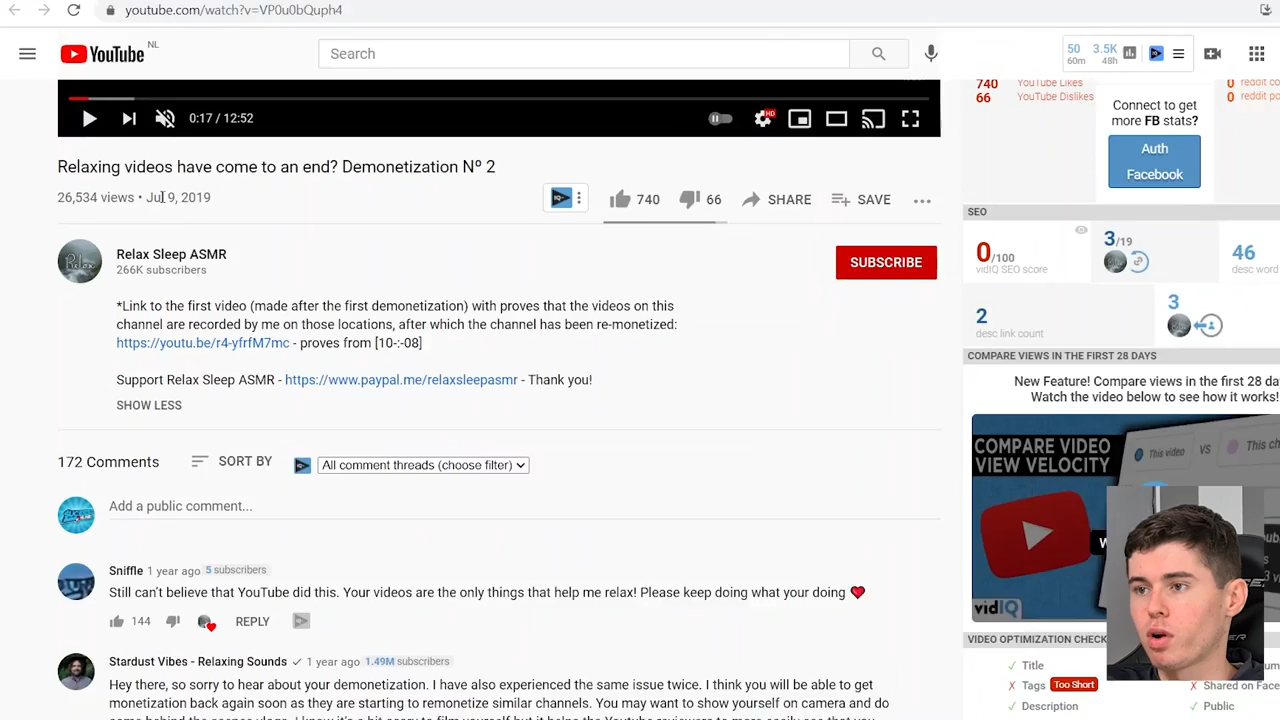 youtube.com/watch?v=VP0u0bQuph4
YouTube NL
Search
50 60m 3.5K 48h
0:17 / 12:52
HD
740 YouTube Likes
66 YouTube Dislikes
0 reddit
0 reddit
Connect to get
more FB stats?
Auth
Facebook
Relaxing videos have come to an end? Demonetization Nº 2
26,534 views • Jul 9, 2019
740 66 SHARE SAVE
Relax Sleep ASMR
266K subscribers
SUBSCRIBE
*Link to the first video (made after the first demonetization) with proves that the videos on this
channel are recorded by me on those locations, after which the channel has been re-monetized:
https://youtu.be/r4-yfrfM7mc - proves from [10-:-08]
Support Relax Sleep ASMR - https://www.paypal.me/relaxsleepasmr - Thank you!
SHOW LESS
172 Comments SORT BY All comment threads (choose filter)
Add a public comment...
Sniffle 1 year ago 5 subscribers
Still can't believe that YouTube did this. Your videos are the only things that help me relax! Please keep doing what your doing ❤
144 REPLY
Stardust Vibes - Relaxing Sounds ✓ 1 year ago 1.49M subscribers
Hey there, so sorry to hear about your demonetization. I have also experienced the same issue twice. I think you will be able to get
monetization back again soon as they are starting to remonetize similar channels. You may want to show yourself on camera and do
SEO
0/100
vidIQ SEO score
3/19
46
desc word
2
desc link count
3
COMPARE VIEWS IN THE FIRST 28 DAYS
New Feature! Compare views in the first 28
Watch the video below to see how it works!
COMPARE VIDEO
VIEW VELOCITY
This video VS This
vidIQ
VIDEO OPTIMIZATION
✓ Title
✗ Tags Too Short
✓ Description
✗ Shared on
✓ Public